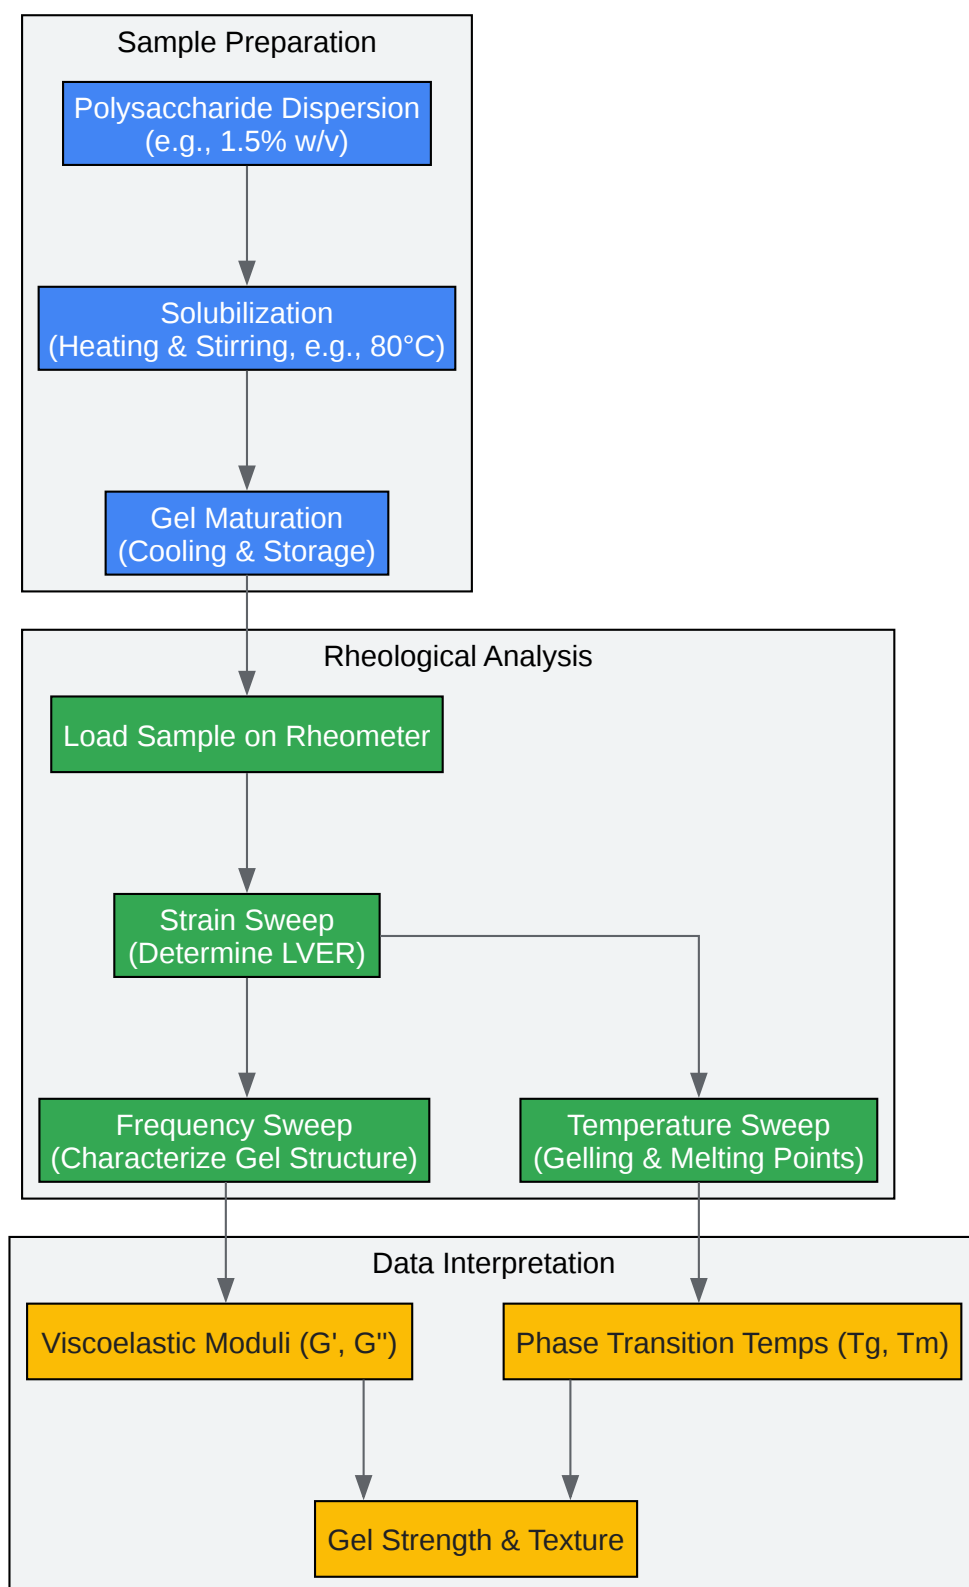 Sample Preparation
Polysaccharide Dispersion
(e.g., 1.5% w/v)
Solubilization
(Heating & Stirring, e.g., 80°C)
Gel Maturation
(Cooling & Storage)
Rheological Analysis
Load Sample on Rheometer
Strain Sweep
(Determine LVER)
Frequency Sweep
(Characterize Gel Structure)
Temperature Sweep
(Gelling & Melting Points)
Data Interpretation
Viscoelastic Moduli (G', G'')
Phase Transition Temps (Tg, Tm)
Gel Strength & Texture